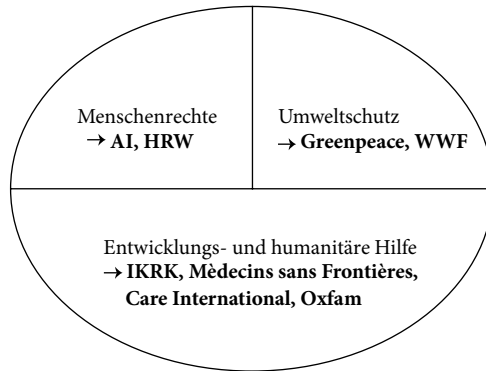 Menschenrechte
→ AI, HRW
Umweltschutz
→ Greenpeace, WWF
Entwicklungs- und humanitäre Hilfe
→ IKRK, Mèdecins sans Frontières,
Care International, Oxfam